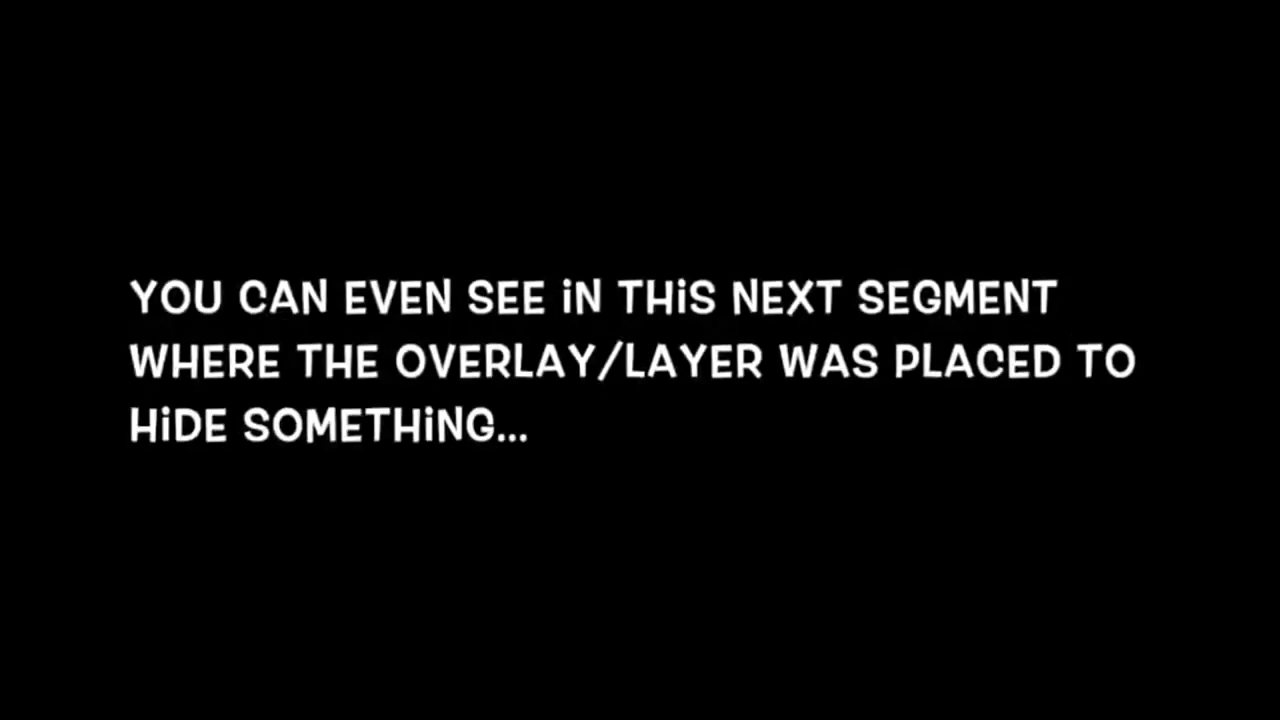 YOU CAN EVEN SEE iN THiS NEXT SEGMENT
WHERE THE OVERLAY/LAYER WAS PLACED TO
HiDE SOMETHiNG...